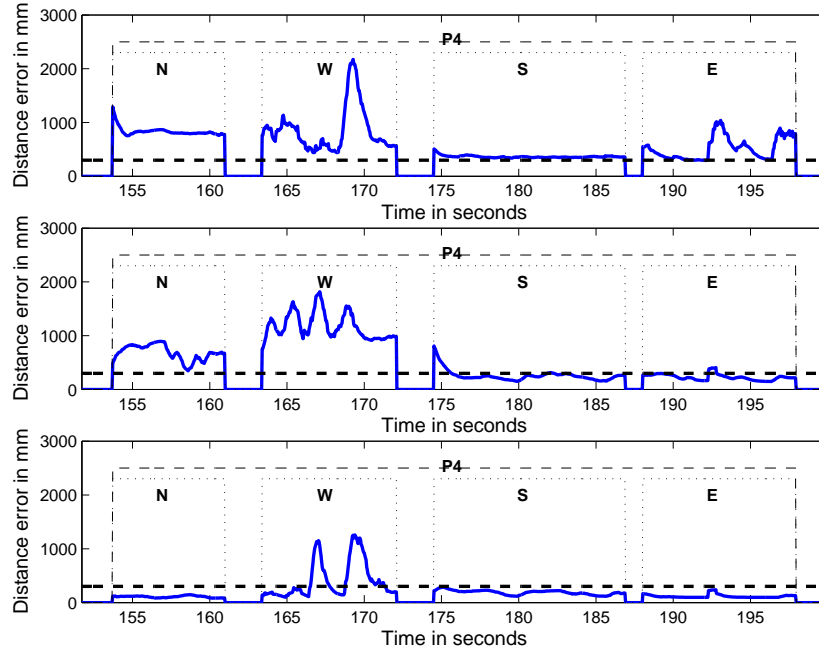 P4
N W S E
Distance error in mm
3000
2000
1000
0
155 160 165 170 175 180 185 190 195
Time in seconds
P4
N W S E
Distance error in mm
3000
2000
1000
0
155 160 165 170 175 180 185 190 195
Time in seconds
P4
N W S E
Distance error in mm
3000
2000
1000
0
155 160 165 170 175 180 185 190 195
Time in seconds